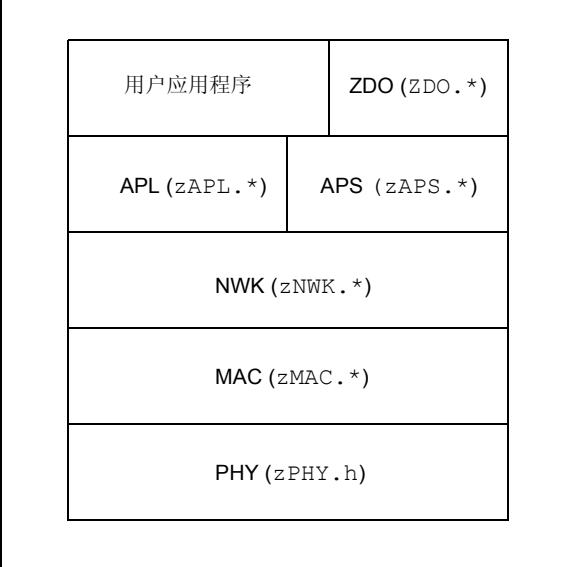 用户应用程序
ZDO (ZDO.*)
APL (zAPL.*)
APS (zAPS.*)
NWK (zNWK.*)
MAC (zMAC.*)
PHY (zPHY.h)